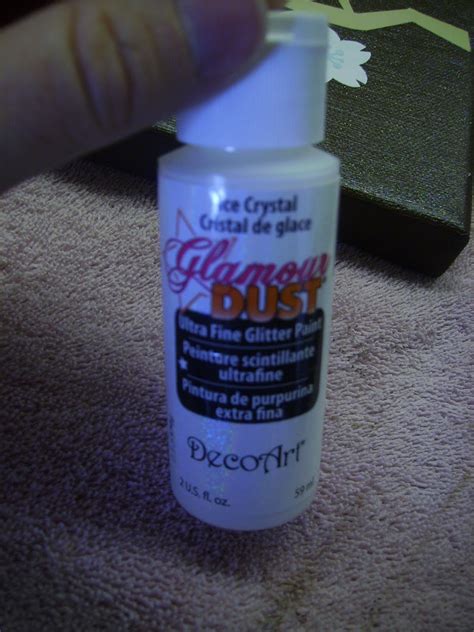 Ice Crystal
Cristal de glace
Glamour
DUST
Ultra Fine Glitter Paint
Peinture scintillante
ultrafine
Pintura de purpurina
extra fina
DecoArt
2 U.S. fl. oz.
59 ml